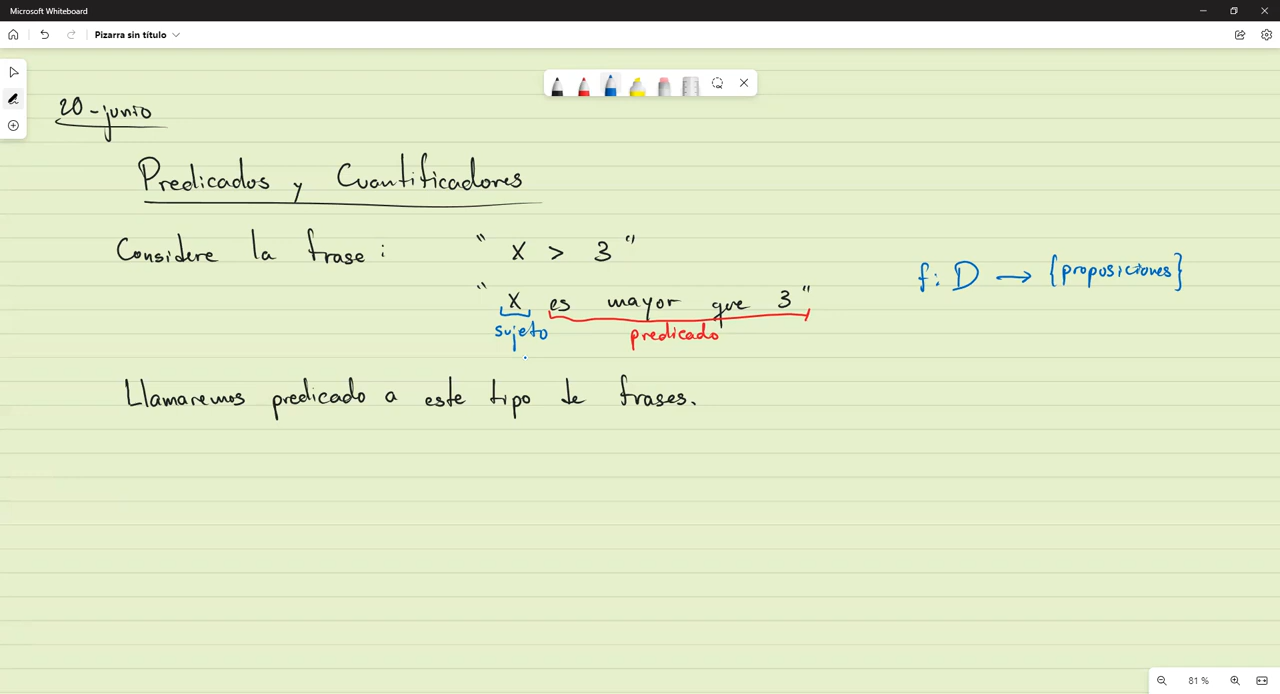 Microsoft Whiteboard
Pizarra sin título
20-junio
Predicados y Cuantificadores
Considere la frase: " x > 3 "
" x es mayor que 3 "
sujeto predicado
f: D → {proposiciones}
Llamaremos predicado a este tipo de frases.
81 %